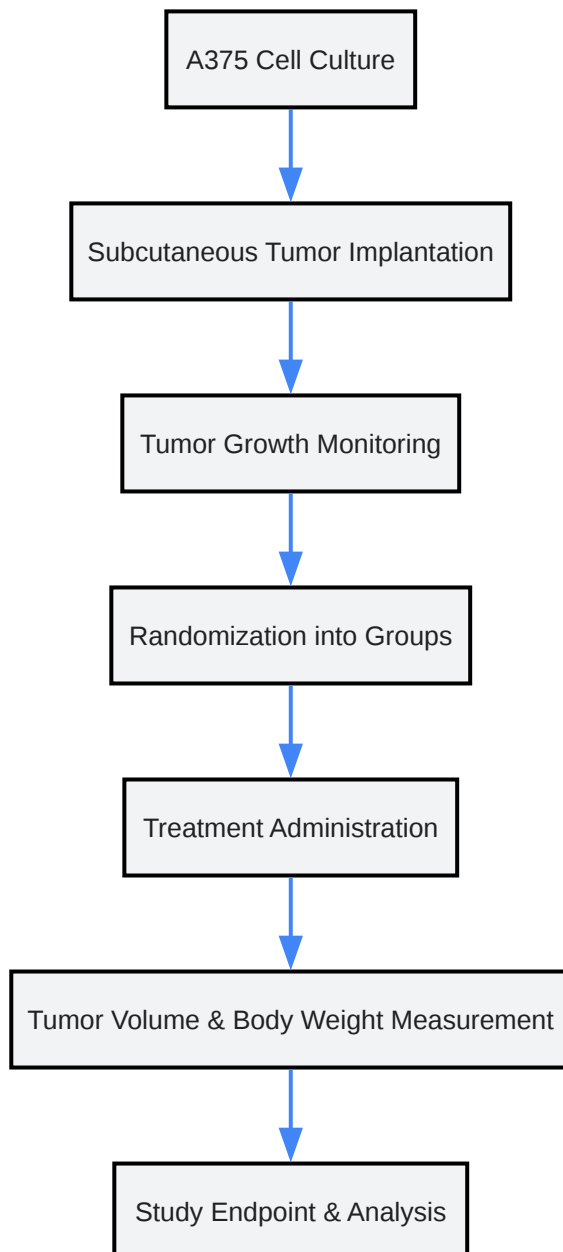 A375 Cell Culture
Subcutaneous Tumor Implantation
Tumor Growth Monitoring
Randomization into Groups
Treatment Administration
Tumor Volume & Body Weight Measurement
Study Endpoint & Analysis